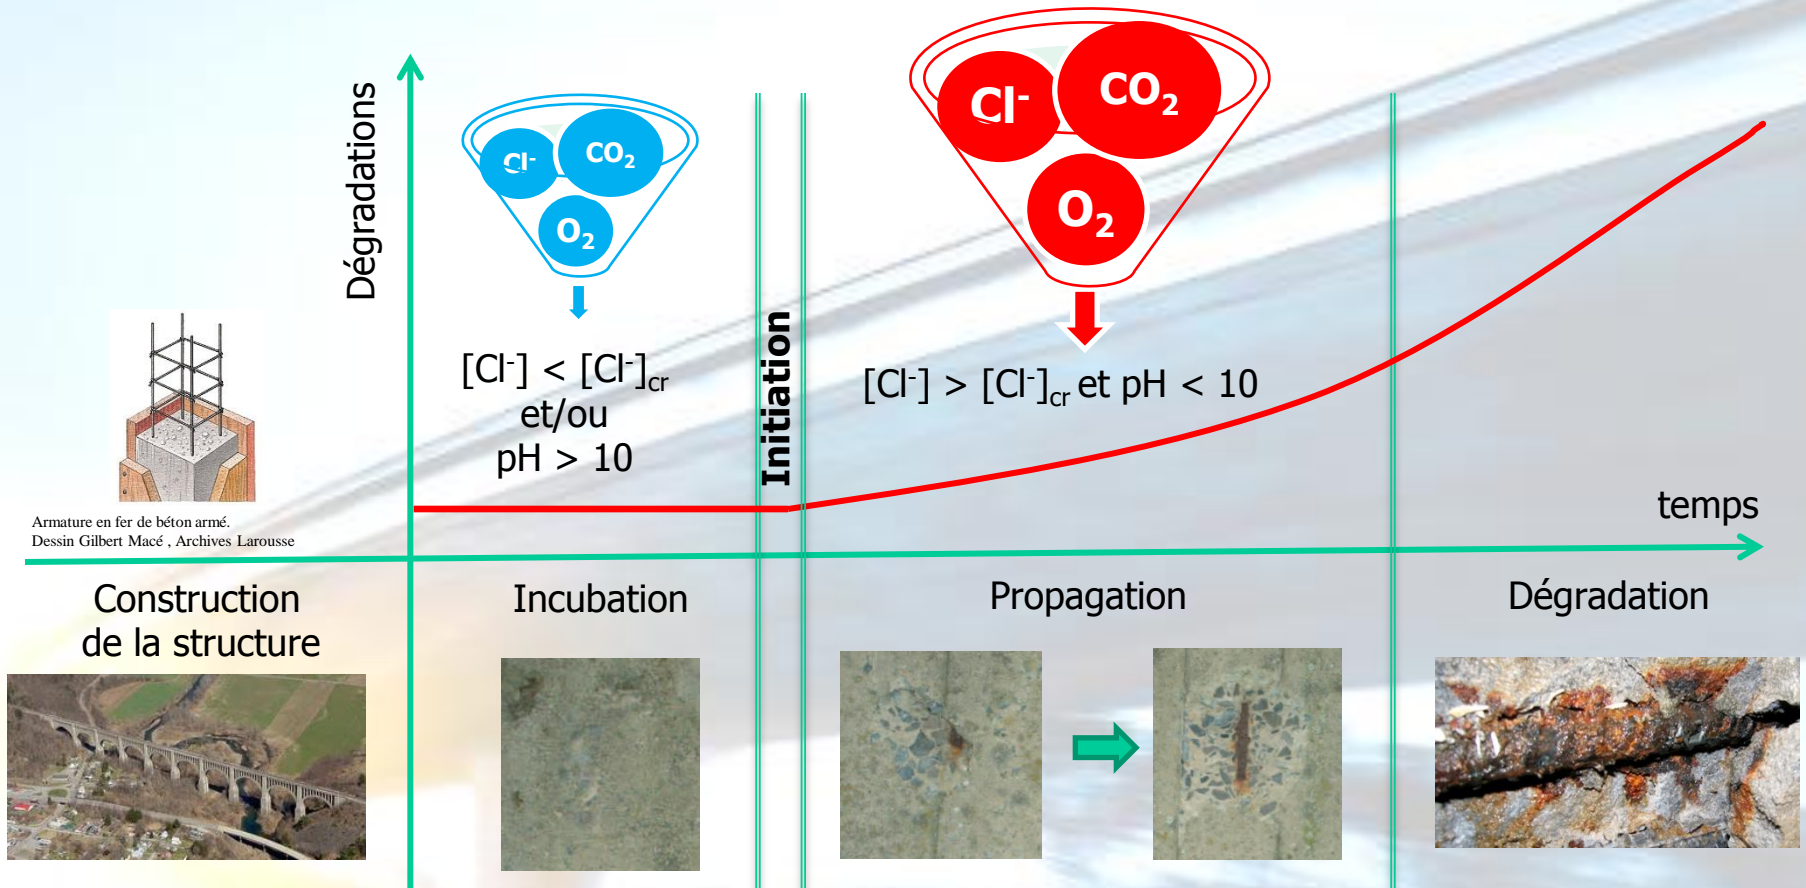 Dégradations
Cl-
CO2
O2
[Cl-] < [Cl-]cr
et/ou
pH > 10
Initiation
Cl-
CO2
O2
[Cl-] > [Cl-]cr et pH < 10
temps
Armature en fer de béton armé.
Dessin Gilbert Macé , Archives Larousse
Construction
de la structure
Incubation
Propagation
Dégradation